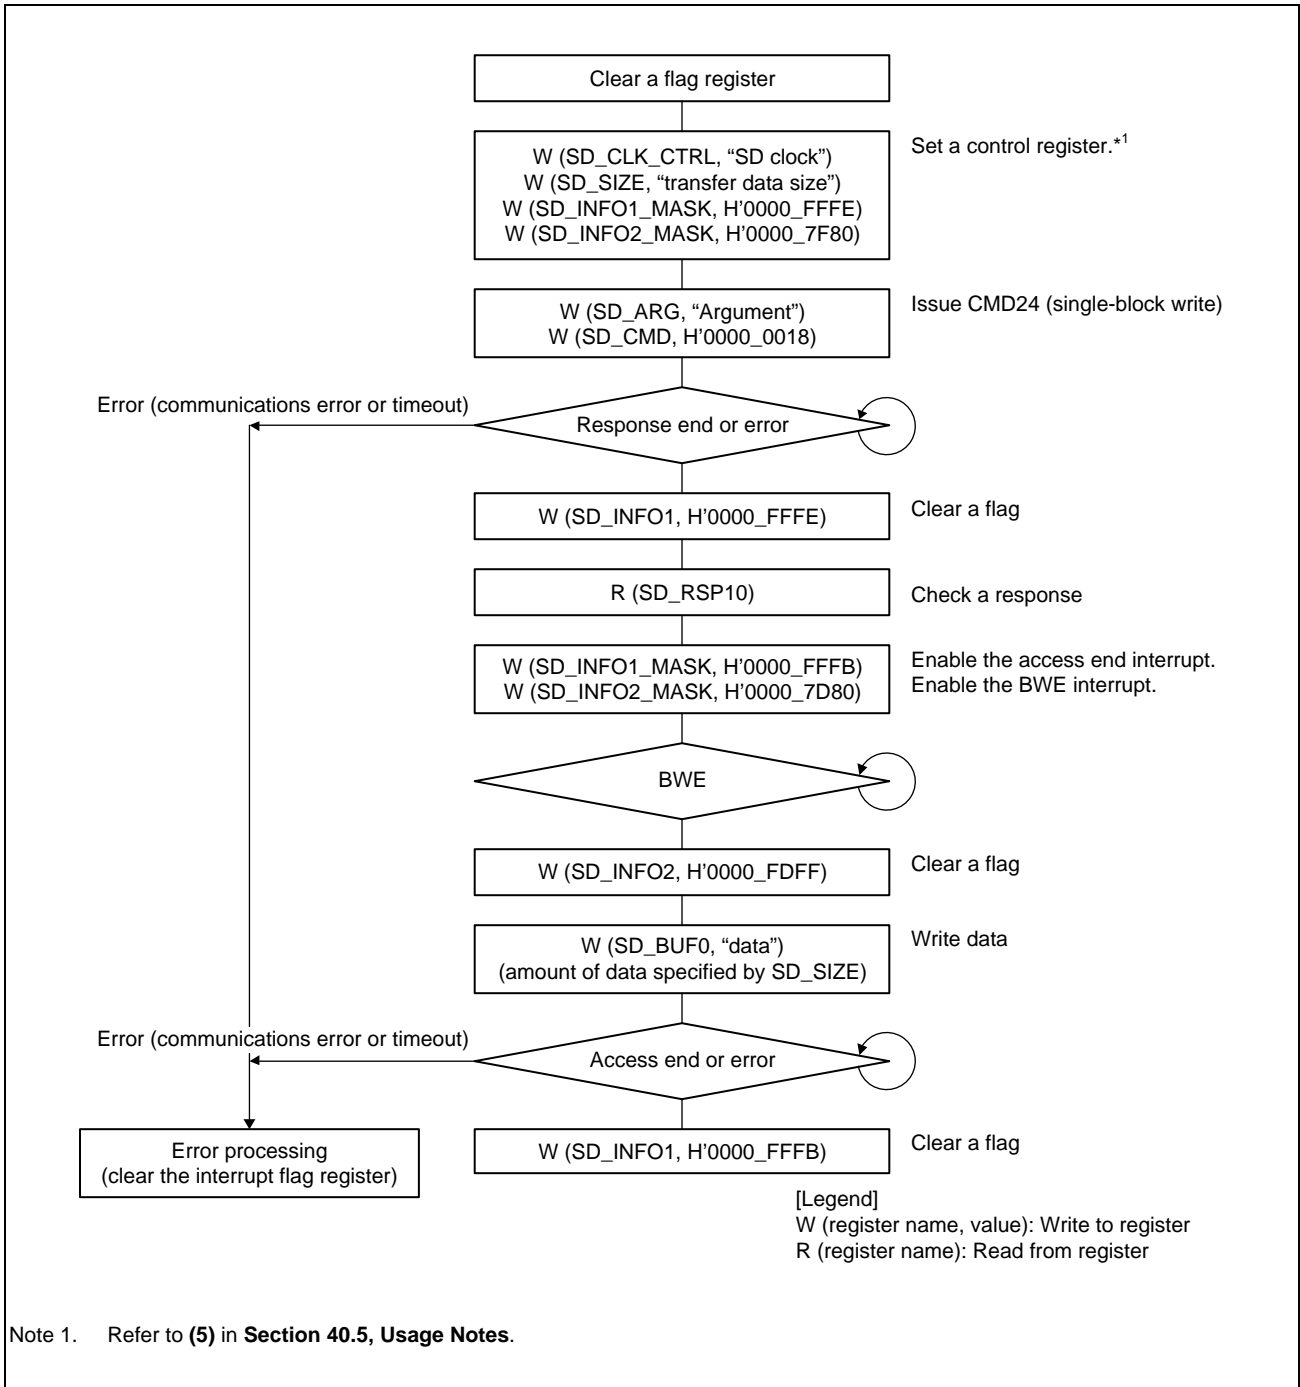 Clear a flag register
W (SD_CLK_CTRL, “SD clock”)
W (SD_SIZE, “transfer data size”)
W (SD_INFO1_MASK, H’0000_FFFE)
W (SD_INFO2_MASK, H’0000_7F80)
Set a control register.*1
W (SD_ARG, “Argument”)
W (SD_CMD, H’0000_0018)
Issue CMD24 (single-block write)
Error (communications error or timeout)
Response end or error
W (SD_INFO1, H’0000_FFFE)
Clear a flag
R (SD_RSP10)
Check a response
W (SD_INFO1_MASK, H’0000_FFFB)
W (SD_INFO2_MASK, H’0000_7D80)
Enable the access end interrupt.
Enable the BWE interrupt.
BWE
W (SD_INFO2, H’0000_FDFF)
Clear a flag
W (SD_BUF0, “data”)
(amount of data specified by SD_SIZE)
Write data
Error (communications error or timeout)
Access end or error
Error processing
(clear the interrupt flag register)
W (SD_INFO1, H’0000_FFFB)
Clear a flag
[Legend]
W (register name, value): Write to register
R (register name): Read from register
Note 1. Refer to (5) in Section 40.5, Usage Notes.